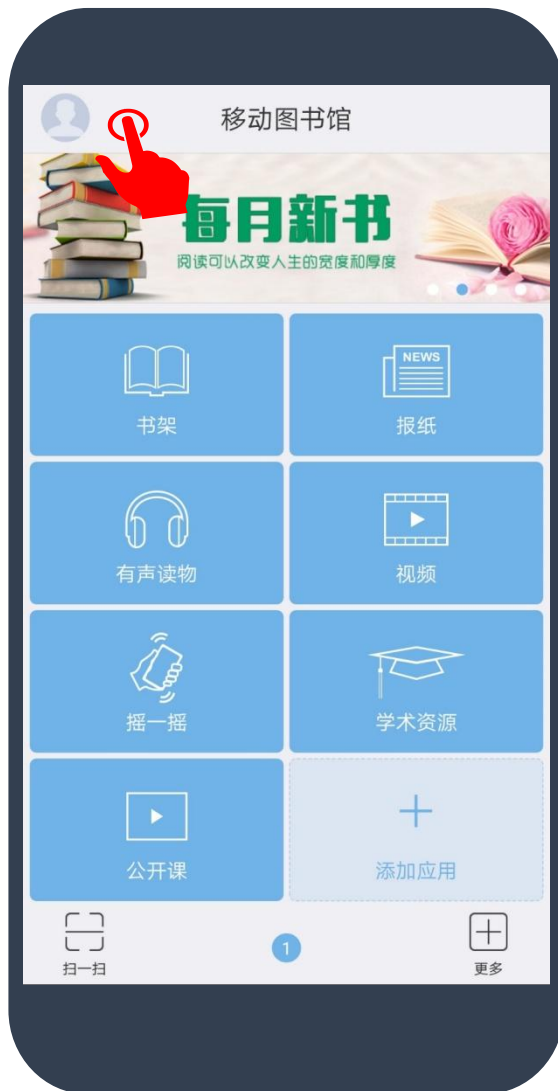 移动图书馆
每月新书
阅读可以改变人生的宽度和厚度
书架
NEWS
报纸
有声读物
视频
摇一摇
学术资源
公开课
添加应用
扫一扫
1
更多